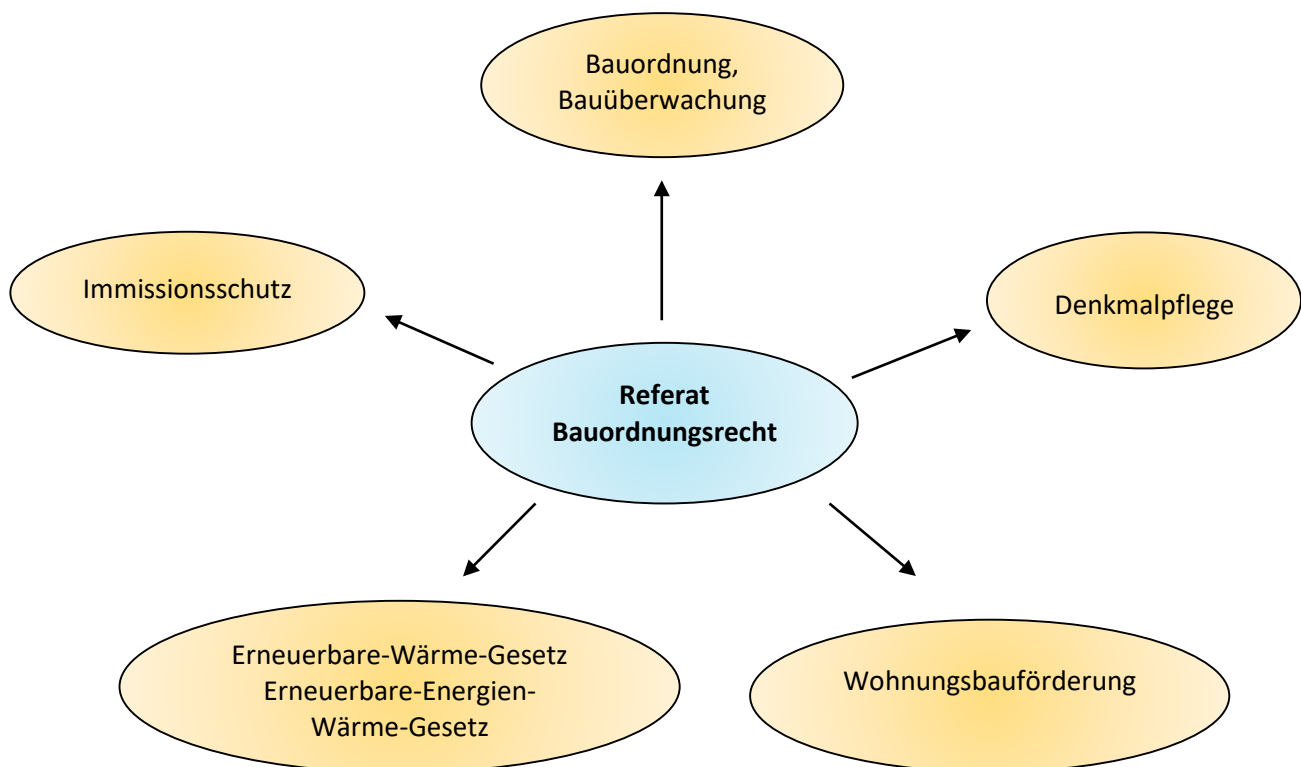 Bauordnung,
Bauüberwachung
Immissionsschutz
Denkmalpflege
Referat
Bauordnungsrecht
Erneuerbare-Wärme-Gesetz
Erneuerbare-Energien-
Wärme-Gesetz
Wohnungsbauförderung